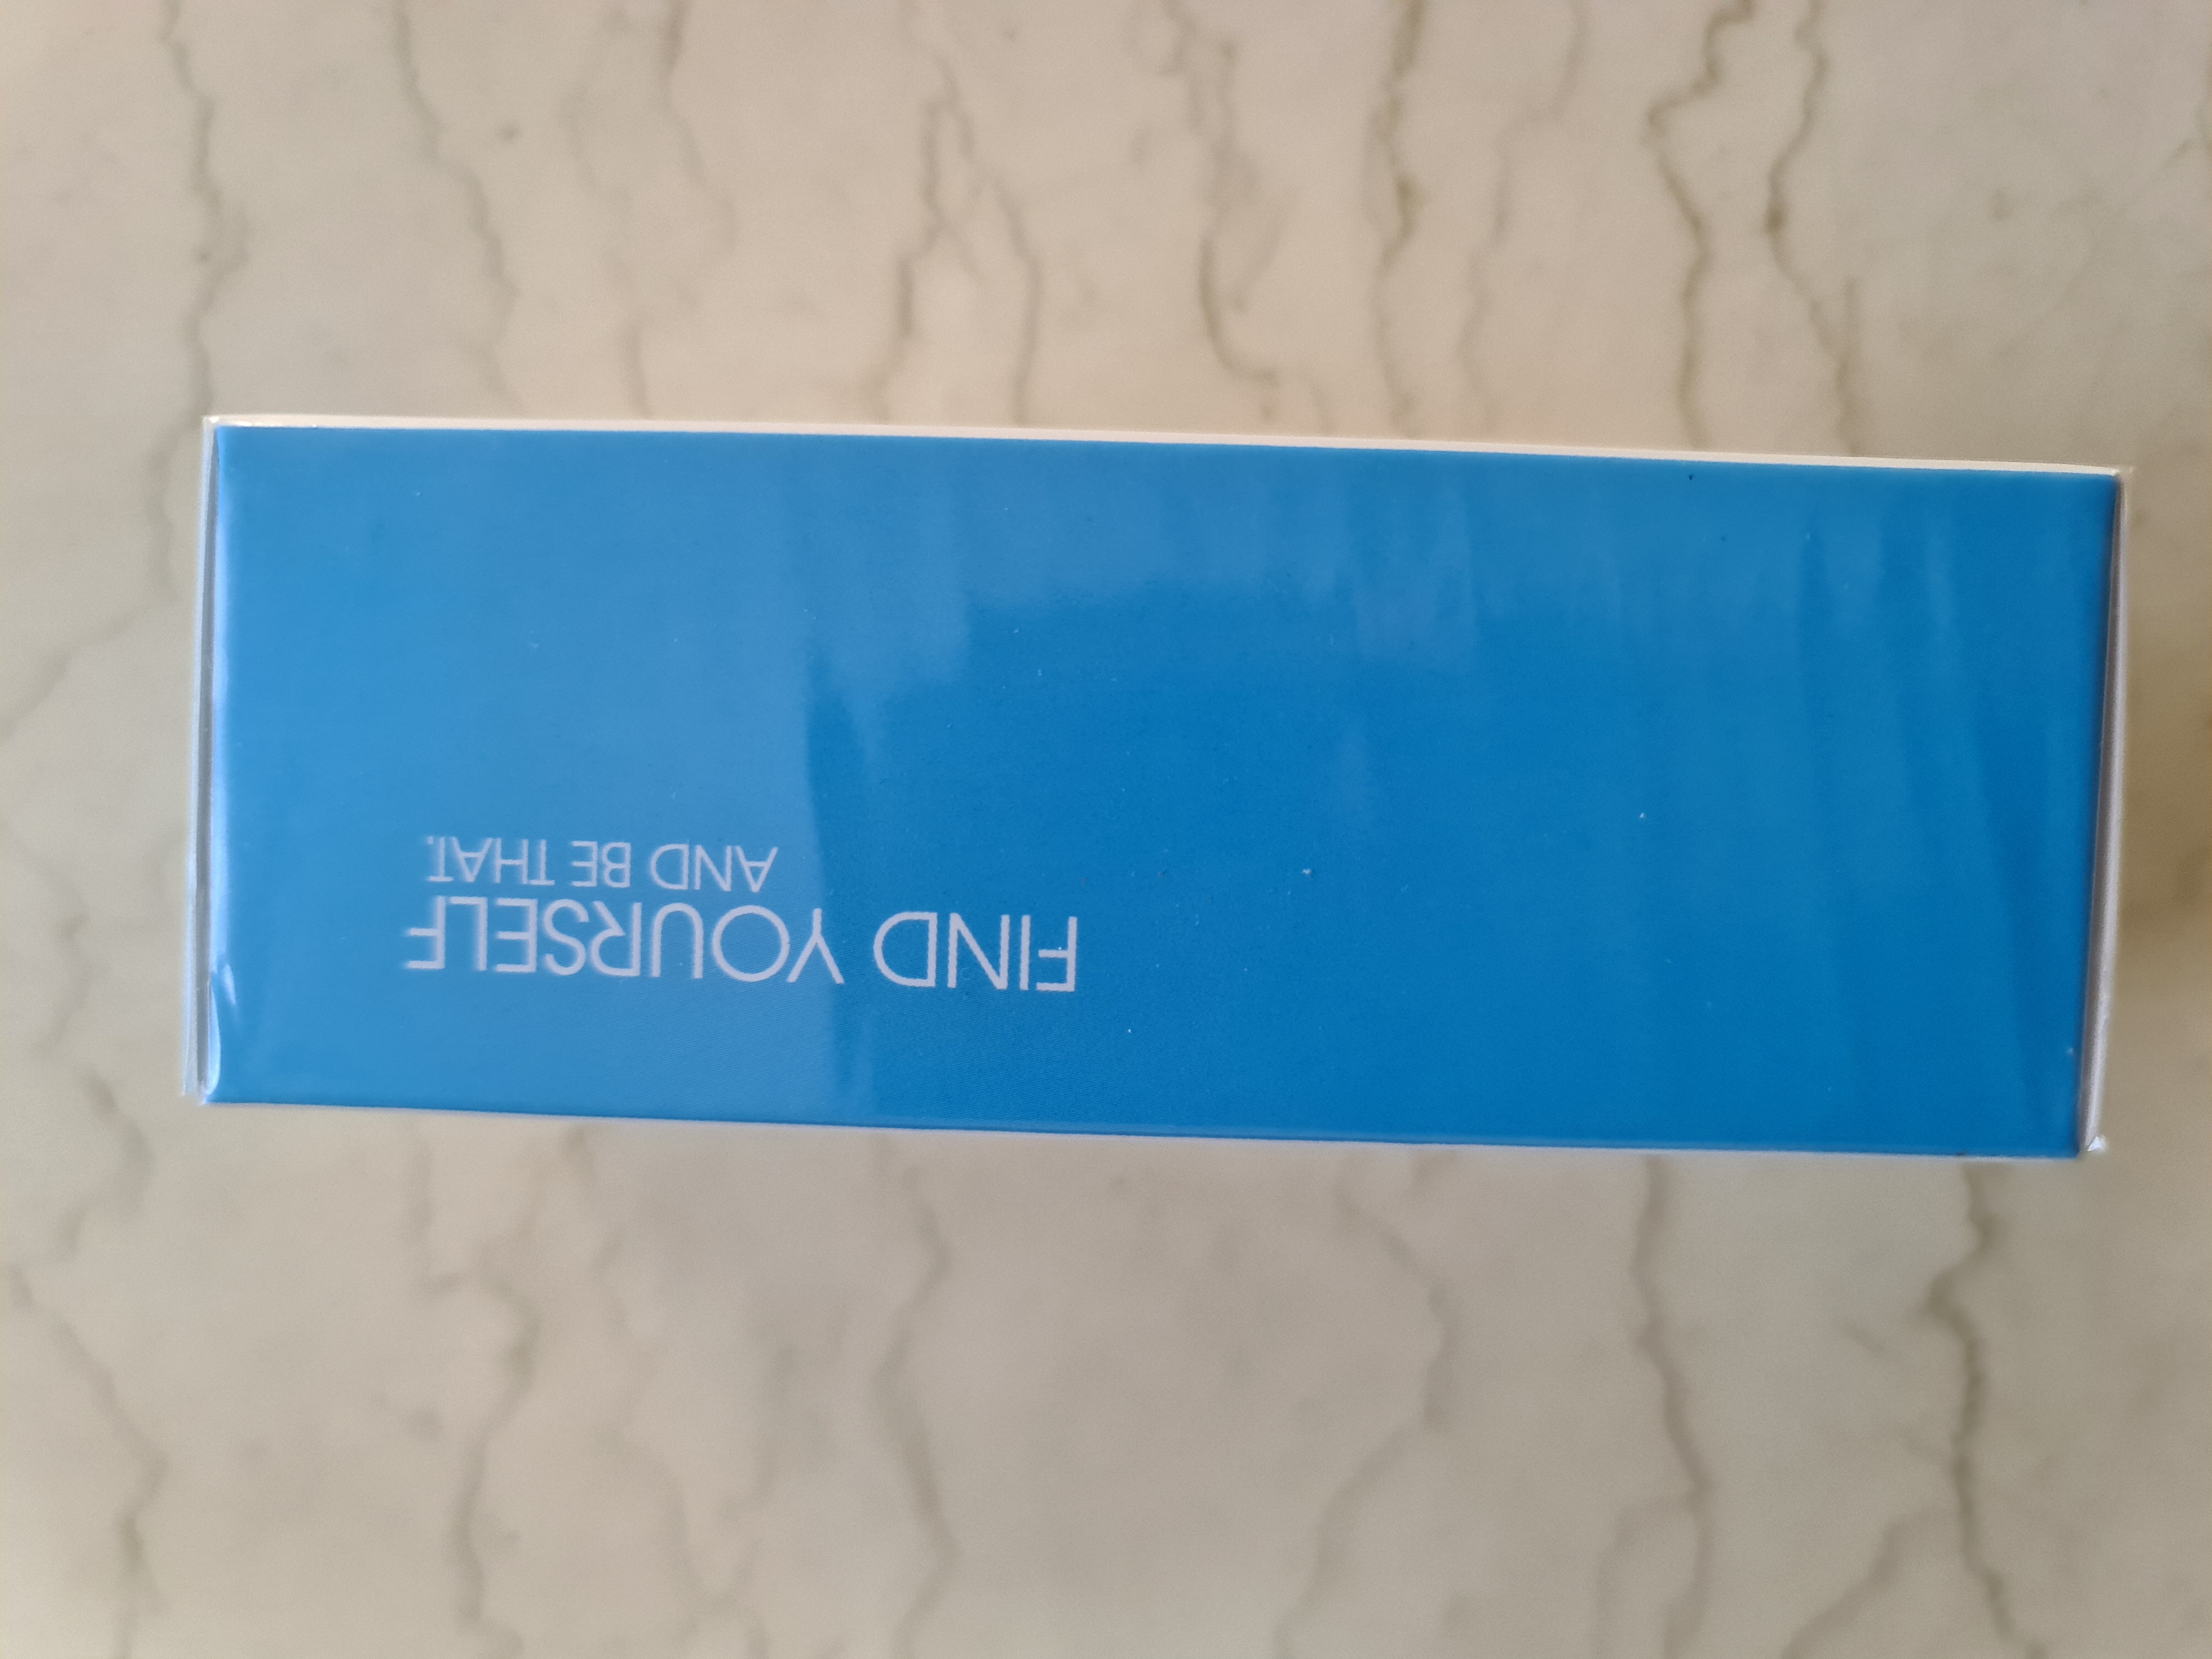 FIND YOURSELF
AND BE THAT.